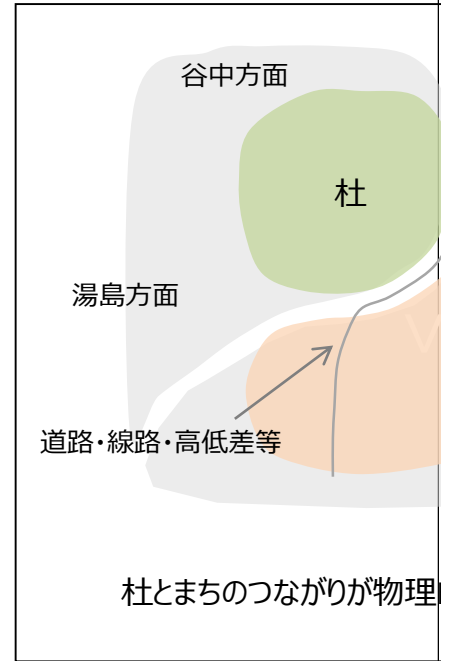 谷中方面
杜
湯島方面
道路・線路・高低差等
杜とまちのつながりが物理